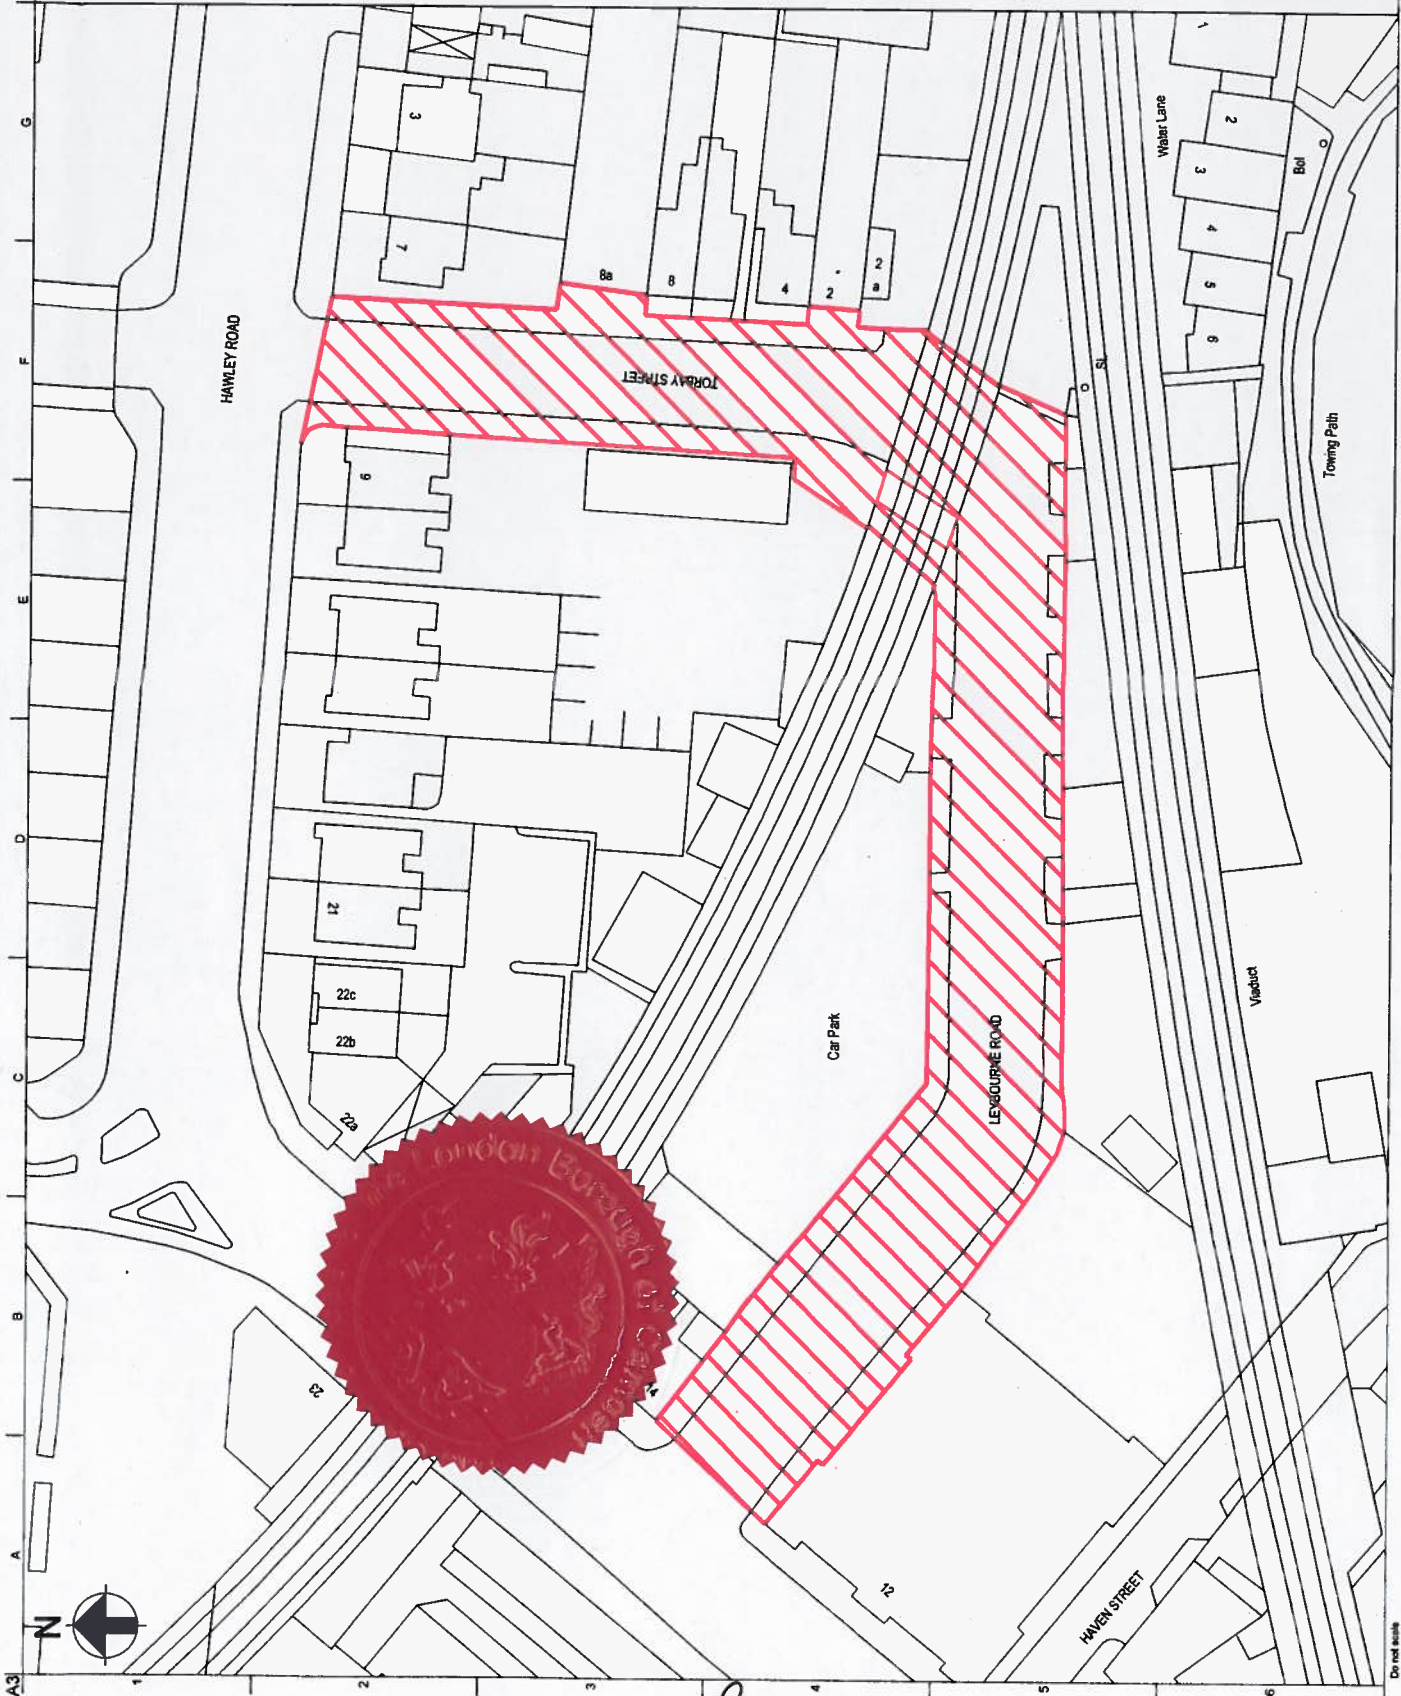 G
F
E
D
C
B
A
A3
1
2
3
4
5
6
N
HAWLEY ROAD
TORBAY STREET
LEYBOURNE ROAD
HAVEN STREET
Water Lane
Towing Path
Viaduct
Car Park
Bol
SL
3
7
8a
8
4
2
2
a
9
21
22c
22b
22a
23
12
1
2
3
4
5
6
London Borough of Camden
Do not scale